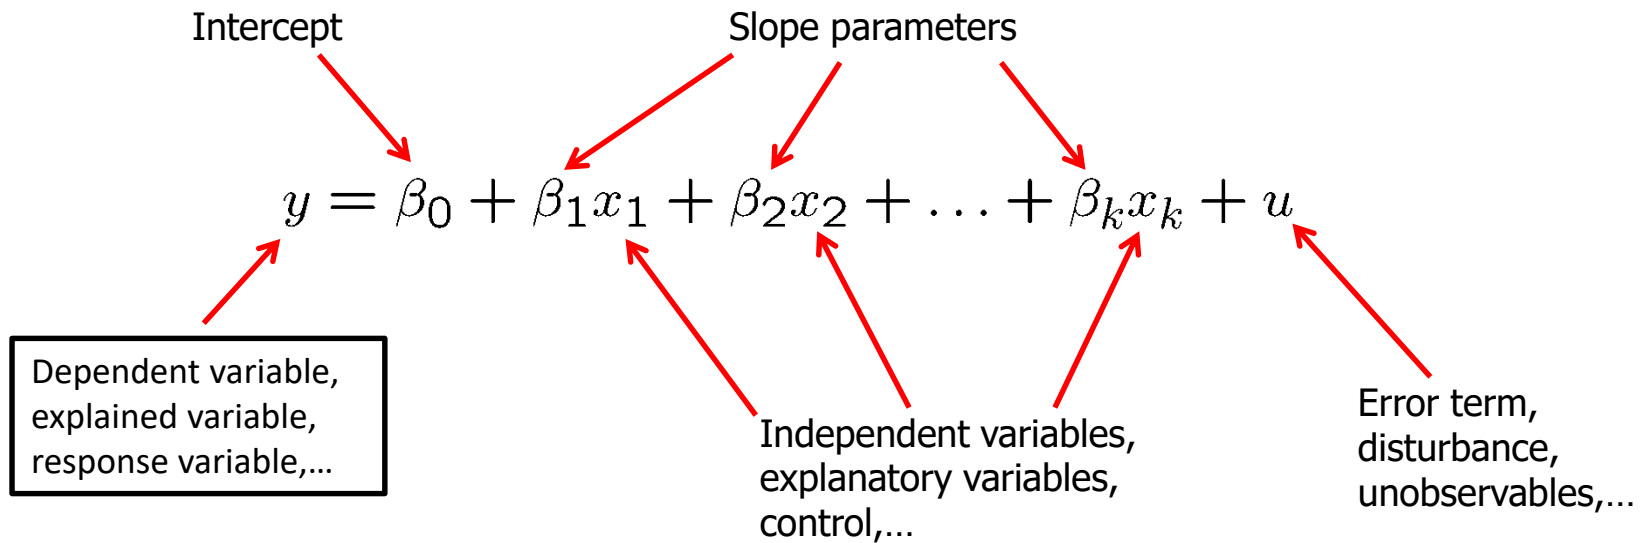 Intercept
Slope parameters
y = β₀ + β₁x₁ + β₂x₂ + … + βₖxₖ + u
Dependent variable,
explained variable,
response variable,…
Independent variables,
explanatory variables,
control,…
Error term,
disturbance,
unobservables,…